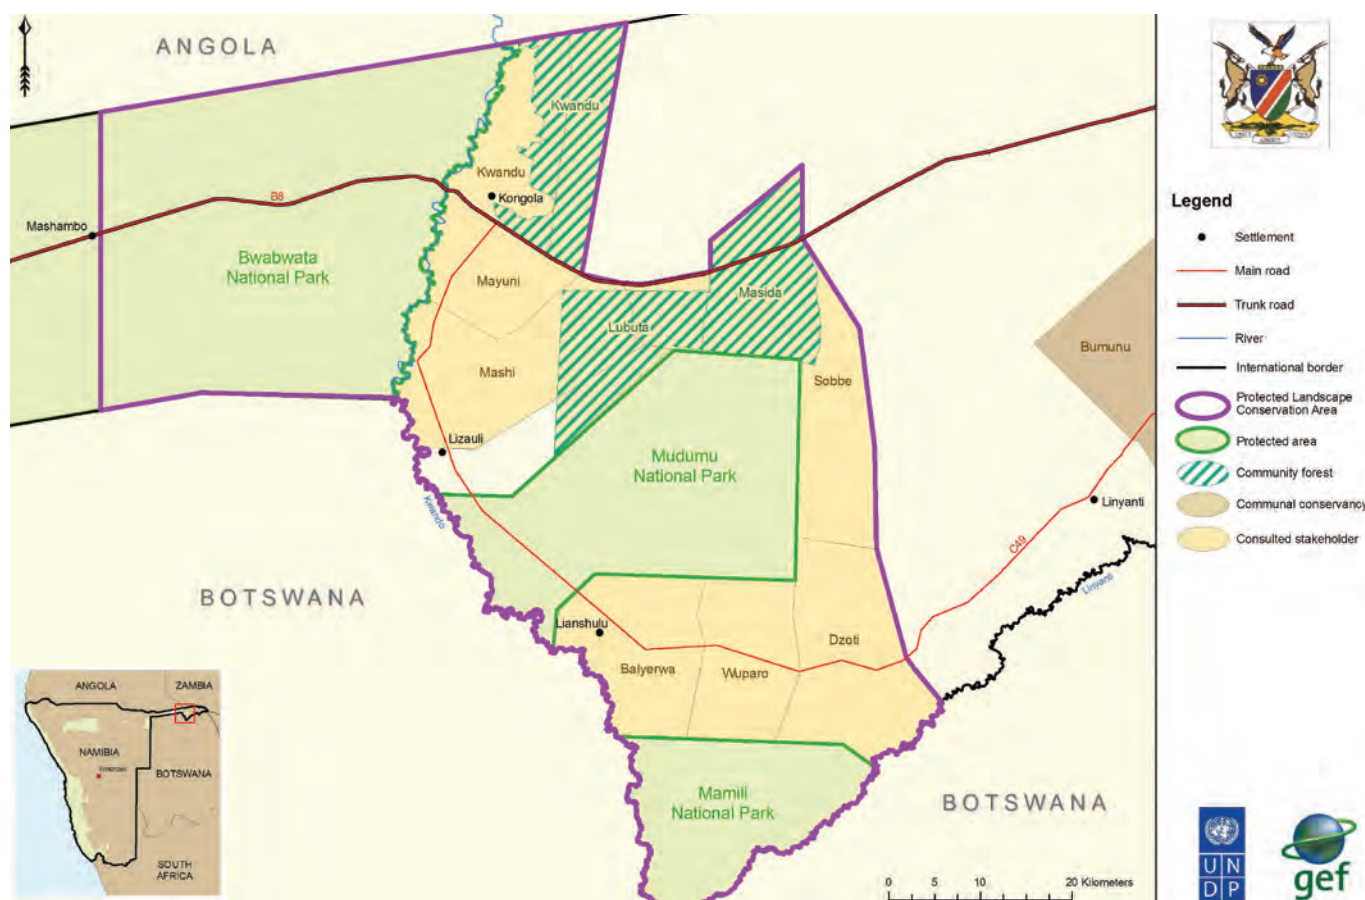 ANGOLA
Kwandu
Kwandu
Kongola
B8
Mashambo
Bwabwata
National Park
Mayuni
Masida
Lubuta
Mashi
Sobbe
Bumunu
Lizauli
Mudumu
National Park
Kwando
Linyanti
C49
Linyanti
BOTSWANA
Lianshulu
Dzoti
Balyerwa
Wuparo
Mamili
National Park
BOTSWANA
0 5 10 20 Kilometers
ANGOLA
ZAMBIA
NAMIBIA
Windhoek
BOTSWANA
SOUTH
AFRICA
Legend
Settlement
Main road
Trunk road
River
International border
Protected Landscape
Conservation Area
Protected area
Community forest
Communal conservancy
Consulted stakeholder
U N
D P
gef